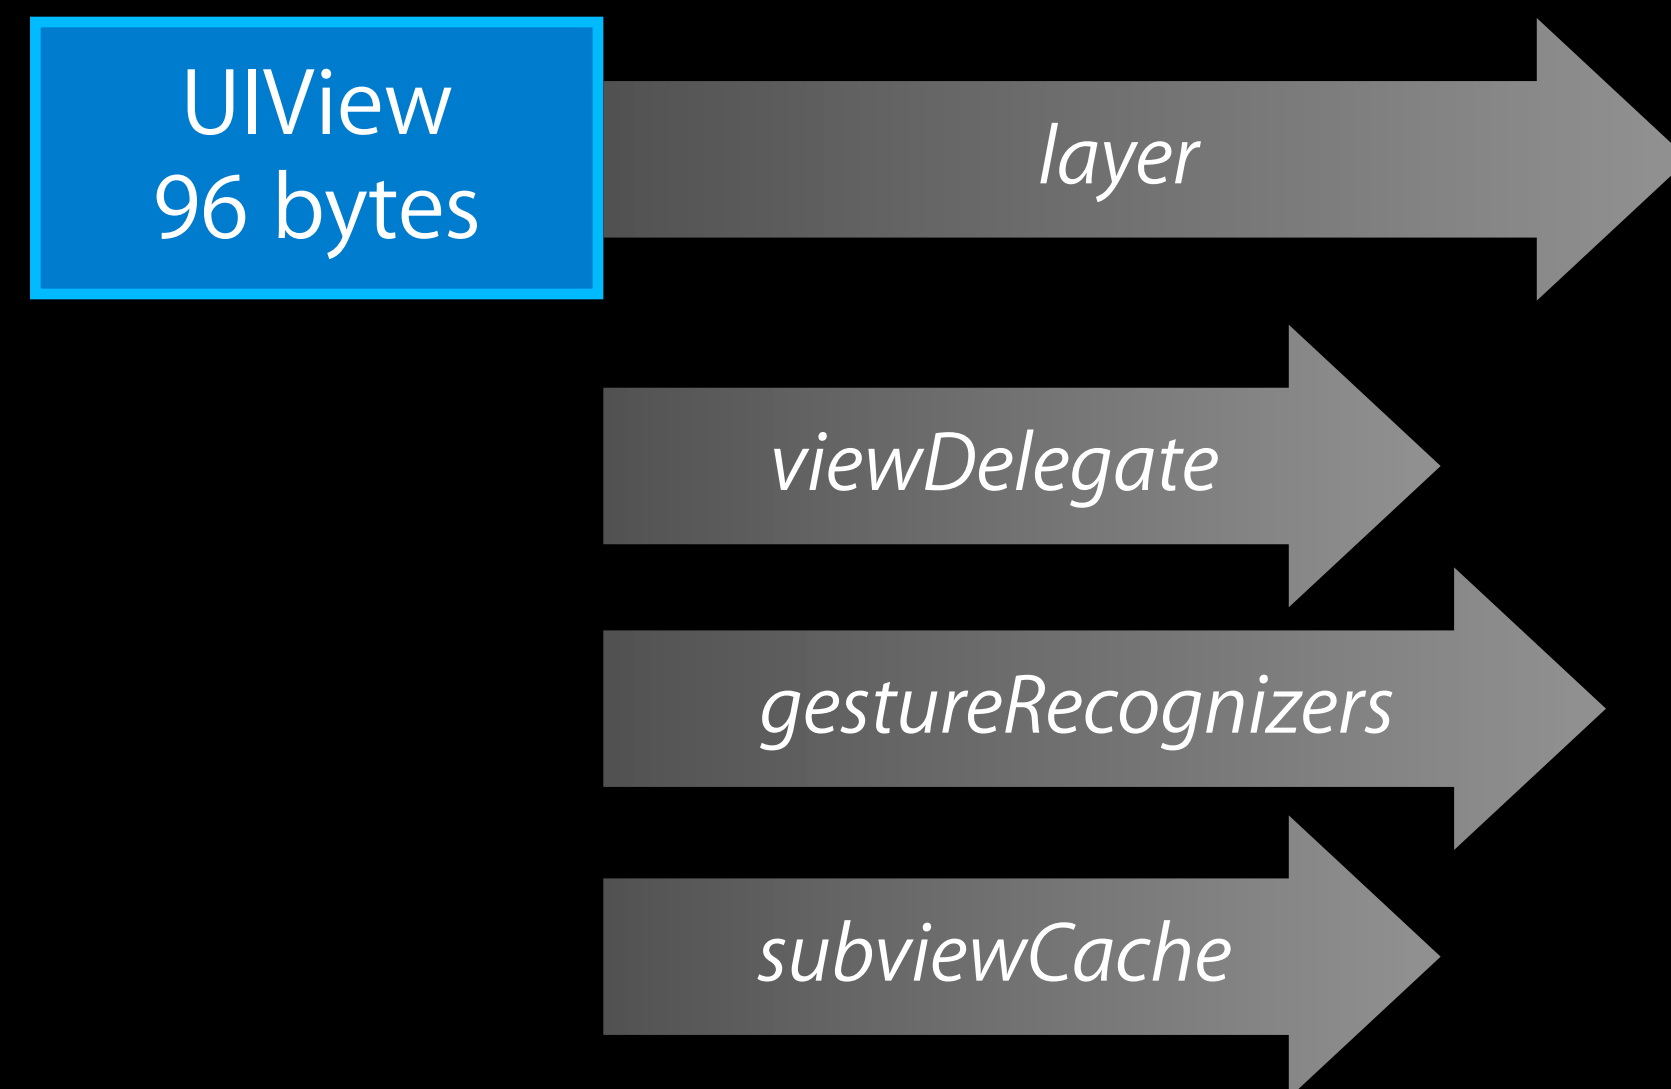 UIView
96 bytes
layer
viewDelegate
gestureRecognizers
subviewCache